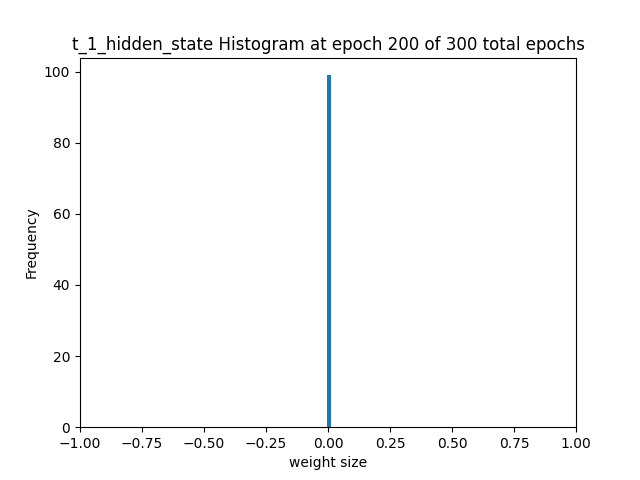 t_1_hidden_state Histogram at epoch 200 of 300 total epochs
100
80
60
40
20
0
Frequency
−1.00 −0.75 −0.50 −0.25 0.00 0.25 0.50 0.75 1.00
weight size